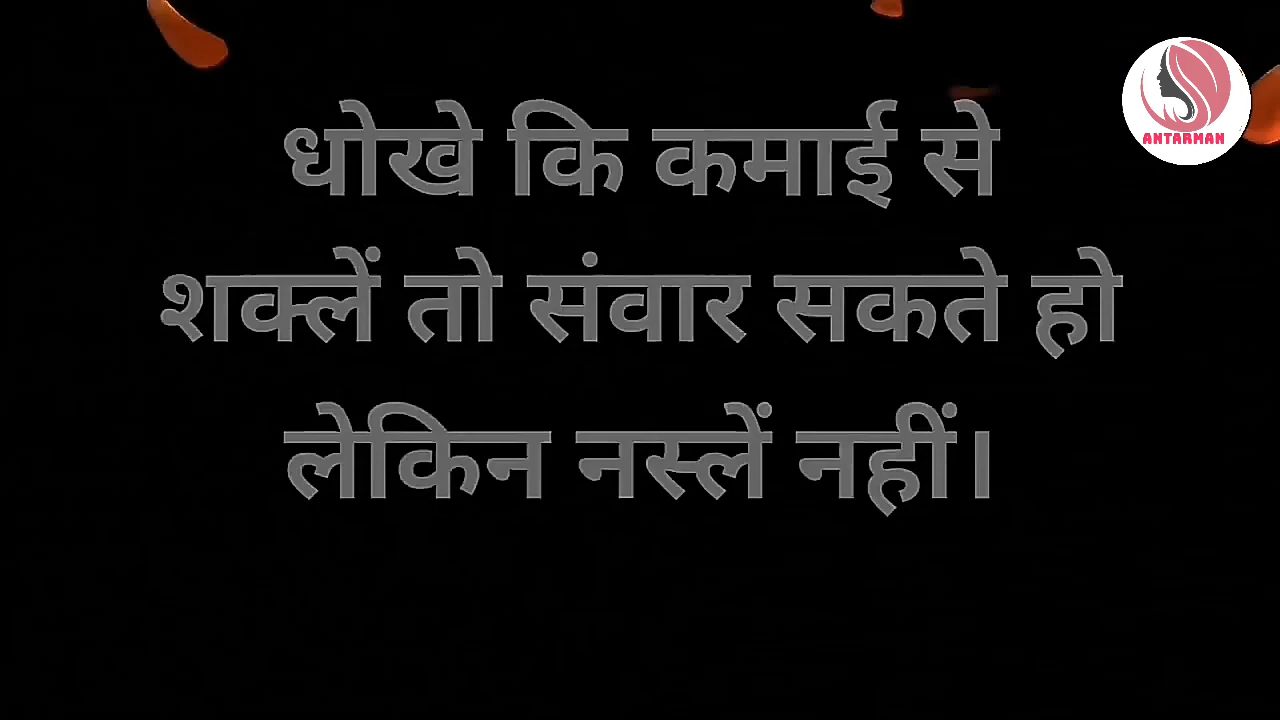 ANTARMAN
धोखे कि कमाई से
शक्लें तो संवार सकते हो
लेकिन नस्लें नहीं।